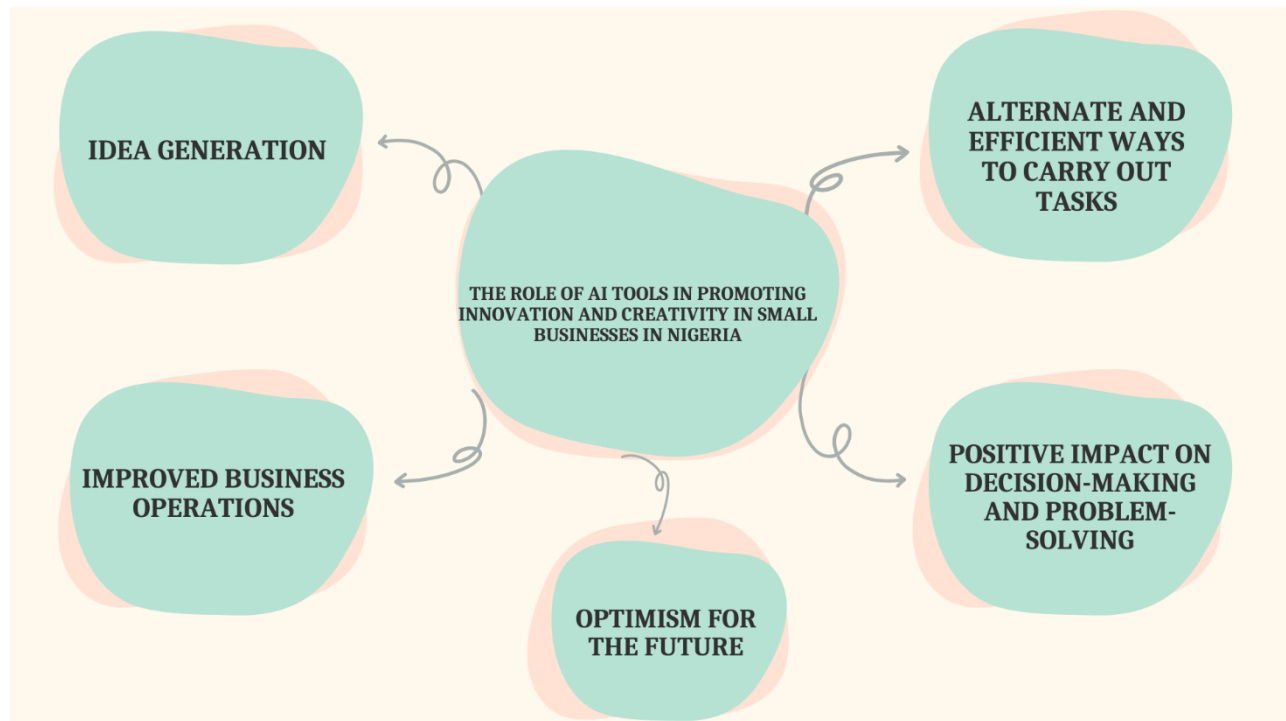 IDEA GENERATION
ALTERNATE AND
EFFICIENT WAYS
TO CARRY OUT
TASKS
THE ROLE OF AI TOOLS IN PROMOTING
INNOVATION AND CREATIVITY IN SMALL
BUSINESSES IN NIGERIA
IMPROVED BUSINESS
OPERATIONS
POSITIVE IMPACT ON
DECISION-MAKING
AND PROBLEM-
SOLVING
OPTIMISM FOR
THE FUTURE